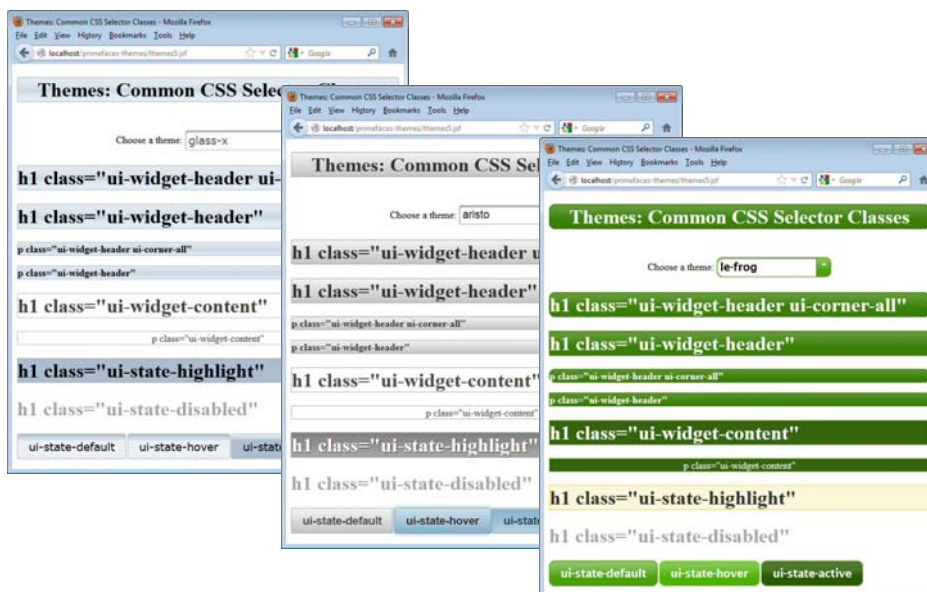 Themes: Common CSS Selector Classes - Mozilla Firefox
File Edit View History Bookmarks Tools Help
localhost/primefaces-themes/themes5.jsf
Google
Themes: Common CSS Selec
Choose a theme: glass-x
h1 class="ui-widget-header ui-
h1 class="ui-widget-header"
p class="ui-widget-header ui-corner-all"
p class="ui-widget-header"
h1 class="ui-widget-content"
p class="ui-widget-content"
h1 class="ui-state-highlight"
h1 class="ui-state-disabled"
ui-state-default ui-state-hover ui-stat
Themes: Common CSS Selector Classes - Mozilla Firefox
File Edit View History Bookmarks Tools Help
localhost/primefaces-themes/themes5.jsf
Google
Themes: Common CSS Sel
Choose a theme: aristo
h1 class="ui-widget-header u
h1 class="ui-widget-header"
p class="ui-widget-header ui-corner-all"
p class="ui-widget-header"
h1 class="ui-widget-content"
p class="ui-widget-content"
h1 class="ui-state-highlight"
h1 class="ui-state-disabled"
ui-state-default ui-state-hover ui-stat
Themes: Common CSS Selector Classes - Mozilla Firefox
File Edit View History Bookmarks Tools Help
localhost/primefaces-themes/themes5.jsf
Google
Themes: Common CSS Selector Classes
Choose a theme: le-frog
h1 class="ui-widget-header ui-corner-all"
h1 class="ui-widget-header"
p class="ui-widget-header ui-corner-all"
p class="ui-widget-header"
h1 class="ui-widget-content"
p class="ui-widget-content"
h1 class="ui-state-highlight"
h1 class="ui-state-disabled"
ui-state-default ui-state-hover ui-state-active